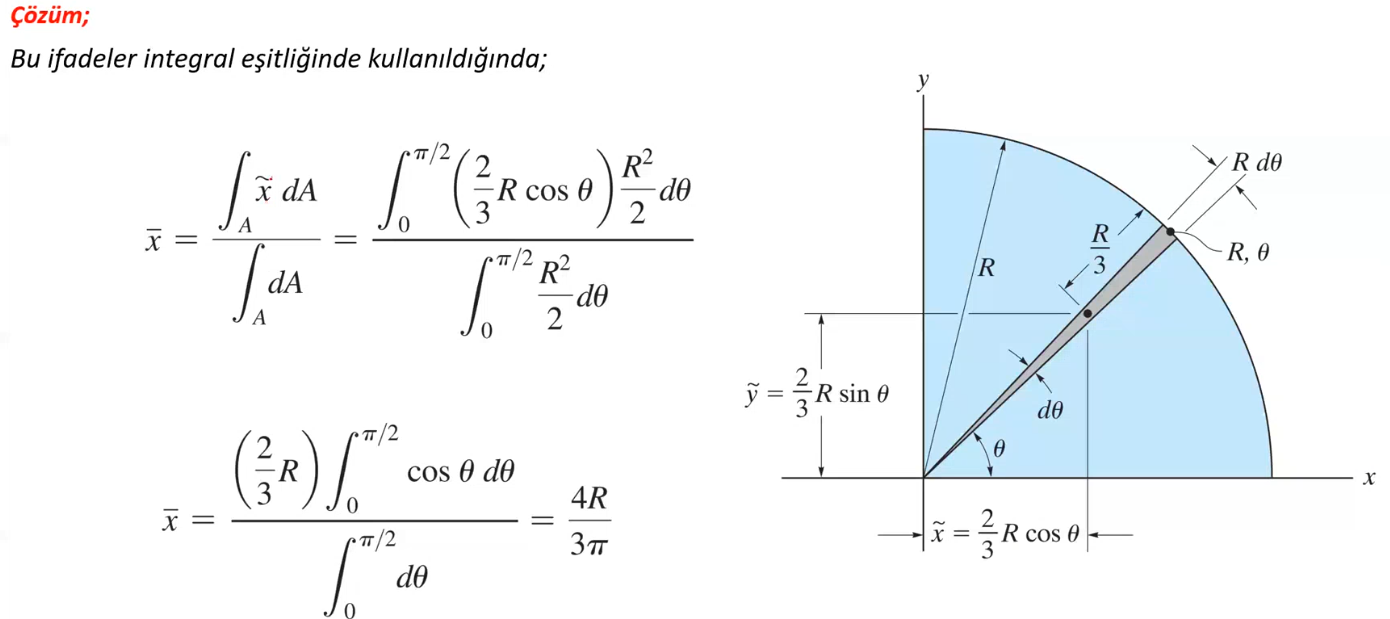 Çözüm;
Bu ifadeler integral eşitliğinde kullanıldığında;
x̄ = ∫_A x̃ dA / ∫_A dA = ∫_0^{π/2} (2/3 R cos θ) R²/2 dθ / ∫_0^{π/2} R²/2 dθ
x̄ = (2/3 R) ∫_0^{π/2} cos θ dθ / ∫_0^{π/2} dθ = 4R/3π
y
R dθ
R/3
R, θ
R
ỹ = 2/3 R sin θ
dθ
θ
x
x̃ = 2/3 R cos θ